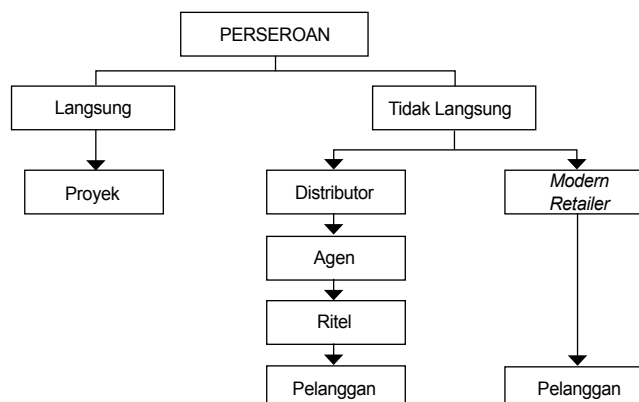 PERSEROAN
Langsung
Tidak Langsung
Proyek
Distributor
Modern
Retailer
Agen
Ritel
Pelanggan
Pelanggan